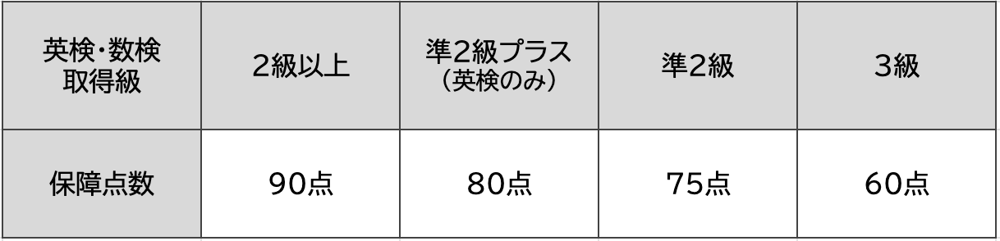 英検・数検
取得級
2級以上
準2級プラス
（英検のみ）
準2級
3級
保障点数
90点
80点
75点
60点